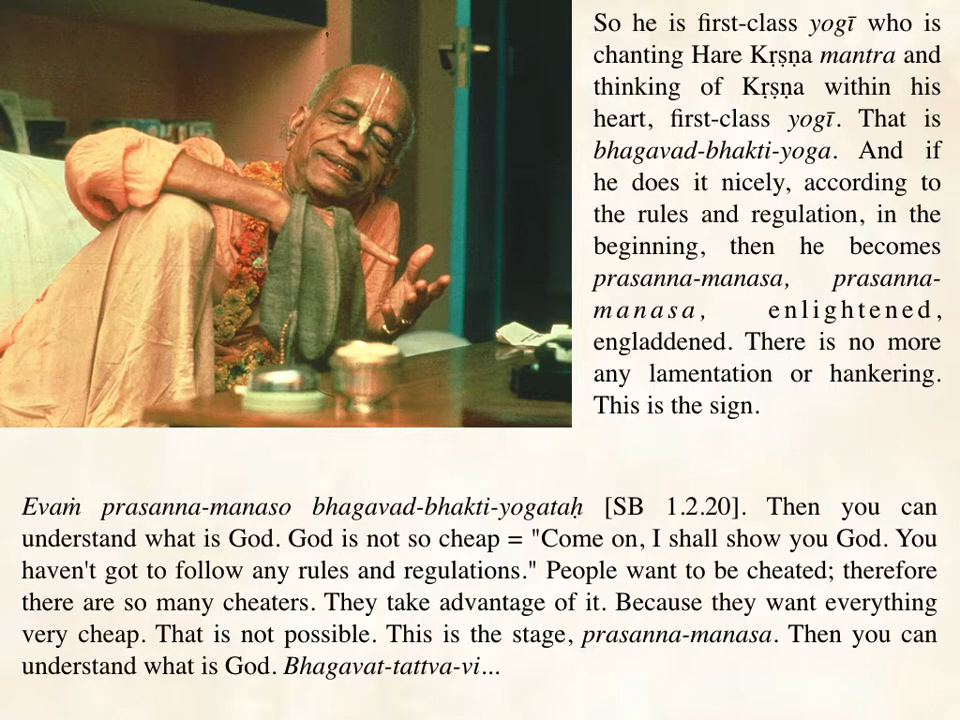 So he is first-class yogī who is
chanting Hare Kṛṣṇa mantra and
thinking of Kṛṣṇa within his
heart, first-class yogī. That is
bhagavad-bhakti-yoga. And if
he does it nicely, according to
the rules and regulation, in the
beginning, then he becomes
prasanna-manasa, prasanna-
manasa, enlightened,
engladdened. There is no more
any lamentation or hankering.
This is the sign.
Evaṁ prasanna-manaso bhagavad-bhakti-yogataḥ [SB 1.2.20]. Then you can
understand what is God. God is not so cheap = "Come on, I shall show you God. You
haven't got to follow any rules and regulations." People want to be cheated; therefore
there are so many cheaters. They take advantage of it. Because they want everything
very cheap. That is not possible. This is the stage, prasanna-manasa. Then you can
understand what is God. Bhagavat-tattva-vi...